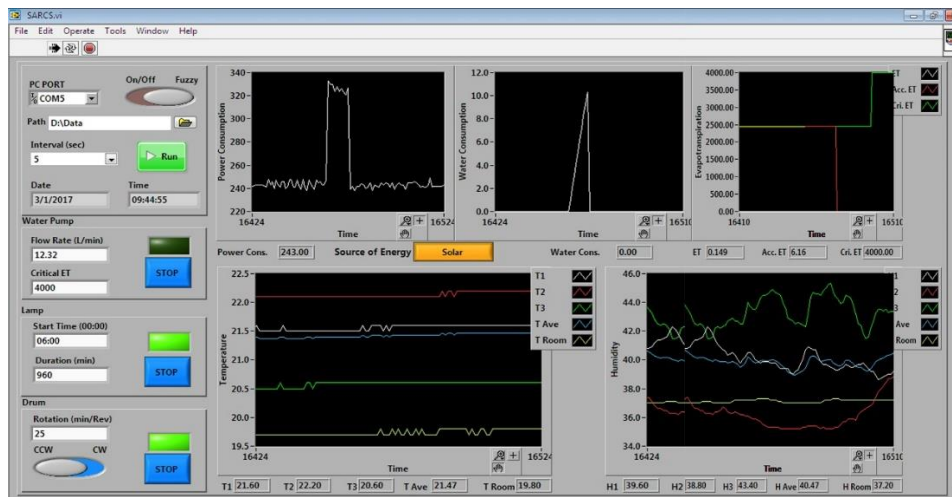 SARCS.vi
File Edit Operate Tools Window Help
PC PORT
COM5
On/Off Fuzzy
Path D:\Data
Interval (sec)
5
Run
Date Time
3/1/2017 09:44:55
Water Pump
Flow Rate (L/min)
12.32
Critical ET
4000
STOP
Lamp
Start Time (00:00)
06:00
Duration (min)
960
STOP
Drum
Rotation (min/Rev)
25
CCW CW
STOP
Power Consumption
340
320
300
280
260
240
220
16424 16524
Time
Water Consumption
12.0
10.0
8.0
6.0
4.0
2.0
0.0
16424 16510
Time
Evapotranspiration
4000.00
3500.00
3000.00
2500.00
2000.00
1500.00
1000.00
500.00
0.00
16410 16510
Time
ET
Acc. ET
Cri. ET
Power Cons. 243.00 Source of Energy Solar Water Cons. 0.00 ET 0.149 Acc. ET 6.16 Cri. ET 4000.00
Temperature
22.5
22.0
21.5
21.0
20.5
20.0
19.5
16424 16524
Time
T1
T2
T3
T Ave
T Room
T1 21.60 T2 22.20 T3 20.60 T Ave 21.47 T Room 19.80
Humidity
46.0
44.0
42.0
40.0
38.0
36.0
34.0
16424 16510
Time
1
2
3
Ave
Room
H1 39.60 H2 38.80 H3 43.40 H Ave 40.47 H Room 37.20